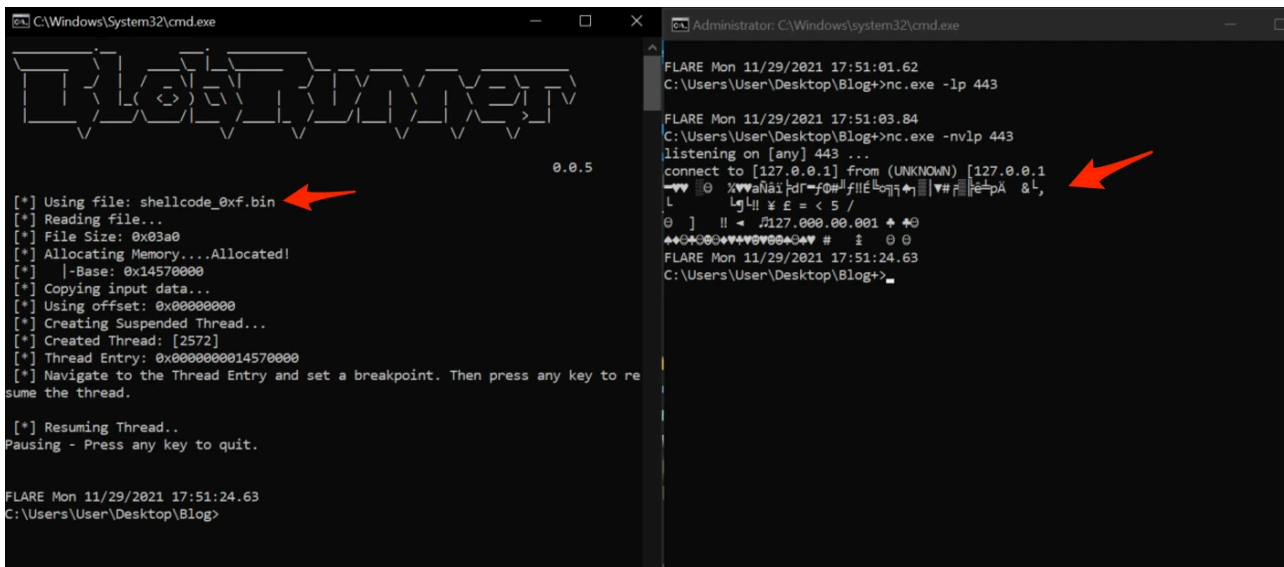 C:\Windows\System32\cmd.exe
BlobRunner
0.0.5
[*] Using file: shellcode_0xf.bin
[*] Reading file...
[*] File Size: 0x03a0
[*] Allocating Memory....Allocated!
[*] |-Base: 0x14570000
[*] Copying input data...
[*] Using offset: 0x00000000
[*] Creating Suspended Thread...
[*] Created Thread: [2572]
[*] Thread Entry: 0x0000000014570000
[*] Navigate to the Thread Entry and set a breakpoint. Then press any key to re
sume the thread.
[*] Resuming Thread..
Pausing - Press any key to quit.
FLARE Mon 11/29/2021 17:51:24.63
C:\Users\User\Desktop\Blog>
Administrator: C:\Windows\system32\cmd.exe
FLARE Mon 11/29/2021 17:51:01.62
C:\Users\User\Desktop\Blog+>nc.exe -lp 443
FLARE Mon 11/29/2021 17:51:03.84
C:\Users\User\Desktop\Blog+>nc.exe -nvlp 443
listening on [any] 443 ...
connect to [127.0.0.1] from (UNKNOWN) [127.0.0.1
¥ £ = < 5 /
127.000.00.001
FLARE Mon 11/29/2021 17:51:24.63
C:\Users\User\Desktop\Blog+>